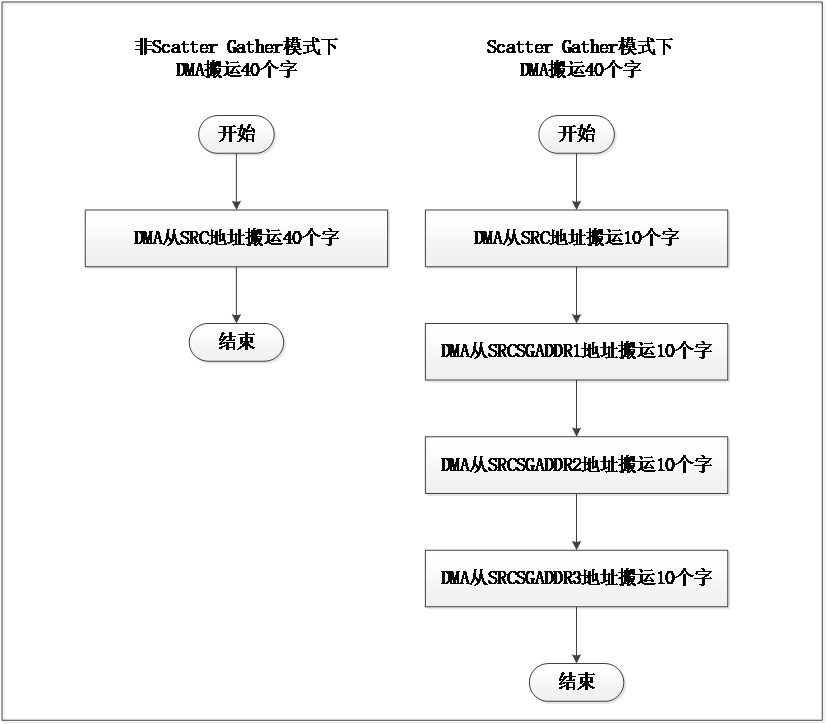 非Scatter Gather模式下
DMA搬运40个字
开始
DMA从SRC地址搬运40个字
结束
Scatter Gather模式下
DMA搬运40个字
开始
DMA从SRC地址搬运10个字
DMA从SRCSGADDR1地址搬运10个字
DMA从SRCSGADDR2地址搬运10个字
DMA从SRCSGADDR3地址搬运10个字
结束